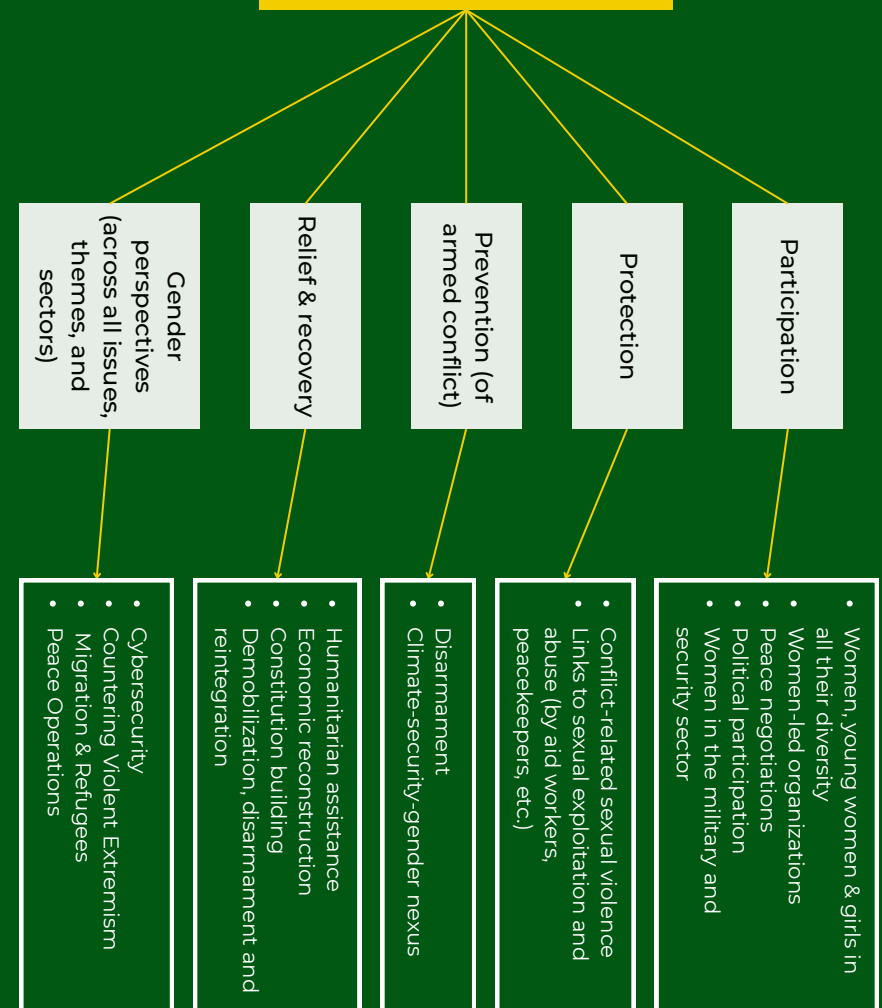 Participation
Women, young women & girls in
all their diversity
Women-led organizations
Peace negotiations
Political participation
Women in the military and
security sector
Protection
Conflict-related sexual violence
Links to sexual exploitation and
abuse (by aid workers,
peacekeepers, etc.)
Prevention (of
armed conflict)
Disarmament
Climate-security-gender nexus
Relief & recovery
Humanitarian assistance
Economic reconstruction
Constitution building
Demobilization, disarmament and
reintegration
Gender
perspectives
(across all issues,
themes, and
sectors)
Cybersecurity
Countering Violent Extremism
Migration & Refugees
Peace Operations